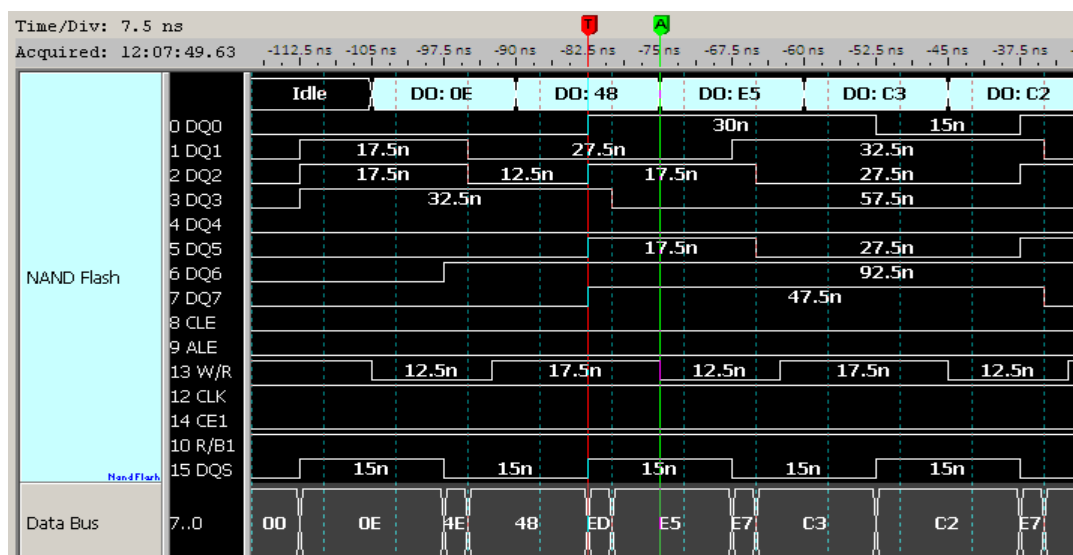 Time/Div: 7.5 ns
Acquired: 12:07:49.63
T A
-112.5 ns -105 ns -97.5 ns -90 ns -82.5 ns -75 ns -67.5 ns -60 ns -52.5 ns -45 ns -37.5 ns
Idle DO: 0E DO: 48 DO: E5 DO: C3 DO: C2
0 DQ0 30n 15n
1 DQ1 17.5n 27.5n 32.5n
2 DQ2 17.5n 12.5n 17.5n 27.5n
3 DQ3 32.5n 57.5n
4 DQ4
5 DQ5 17.5n 27.5n
NAND Flash
6 DQ6 92.5n
7 DQ7 47.5n
8 CLE
9 ALE
13 W/R 12.5n 17.5n 12.5n 17.5n 12.5n
12 CLK
14 CE1
10 R/B1
NandFlash
15 DQS 15n 15n 15n 15n 15n
Data Bus 7..0 00 0E 4E 48 ED E5 E7 C3 C2 E7